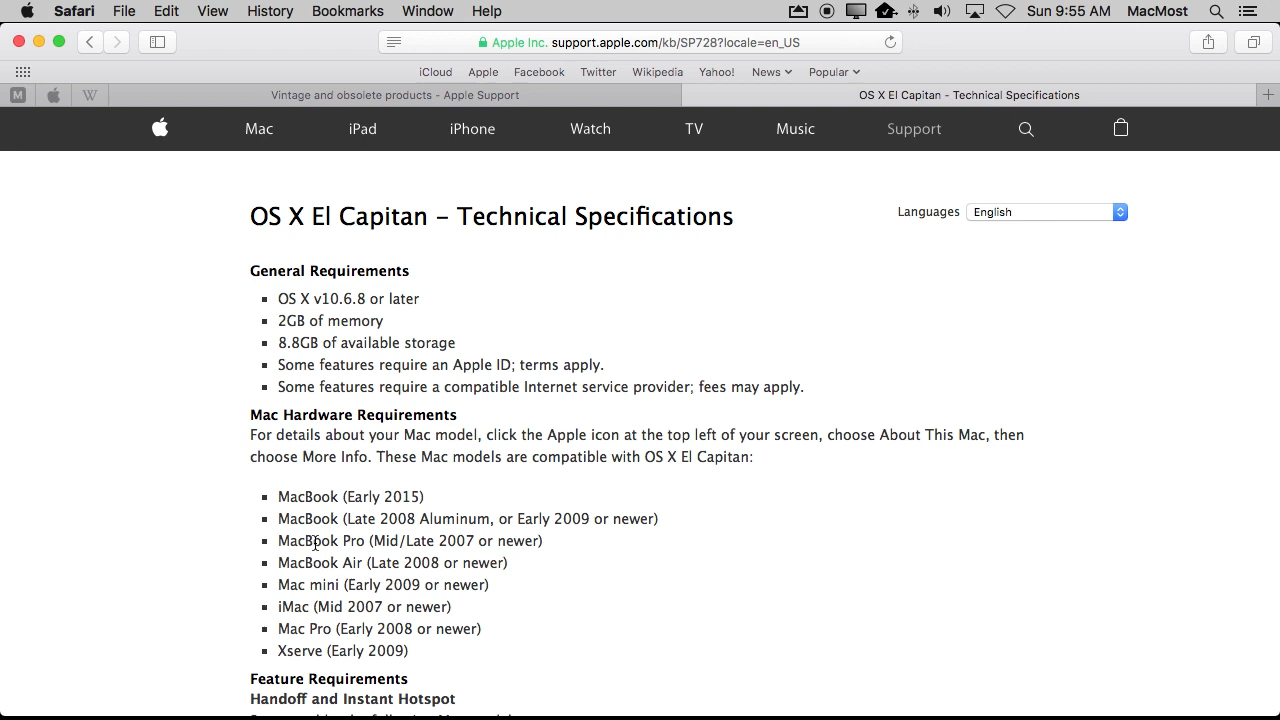 Safari File Edit View History Bookmarks Window Help Sun 9:55 AM MacMost
Apple Inc. support.apple.com/kb/SP728?locale=en_US
iCloud Apple Facebook Twitter Wikipedia Yahoo! News Popular
M W Vintage and obsolete products - Apple Support OS X El Capitan - Technical Specifications
Mac iPad iPhone Watch TV Music Support
OS X El Capitan – Technical Specifications
Languages English
General Requirements
OS X v10.6.8 or later
2GB of memory
8.8GB of available storage
Some features require an Apple ID; terms apply.
Some features require a compatible Internet service provider; fees may apply.
Mac Hardware Requirements
For details about your Mac model, click the Apple icon at the top left of your screen, choose About This Mac, then
choose More Info. These Mac models are compatible with OS X El Capitan:
MacBook (Early 2015)
MacBook (Late 2008 Aluminum, or Early 2009 or newer)
MacBook Pro (Mid/Late 2007 or newer)
MacBook Air (Late 2008 or newer)
Mac mini (Early 2009 or newer)
iMac (Mid 2007 or newer)
Mac Pro (Early 2008 or newer)
Xserve (Early 2009)
Feature Requirements
Handoff and Instant Hotspot